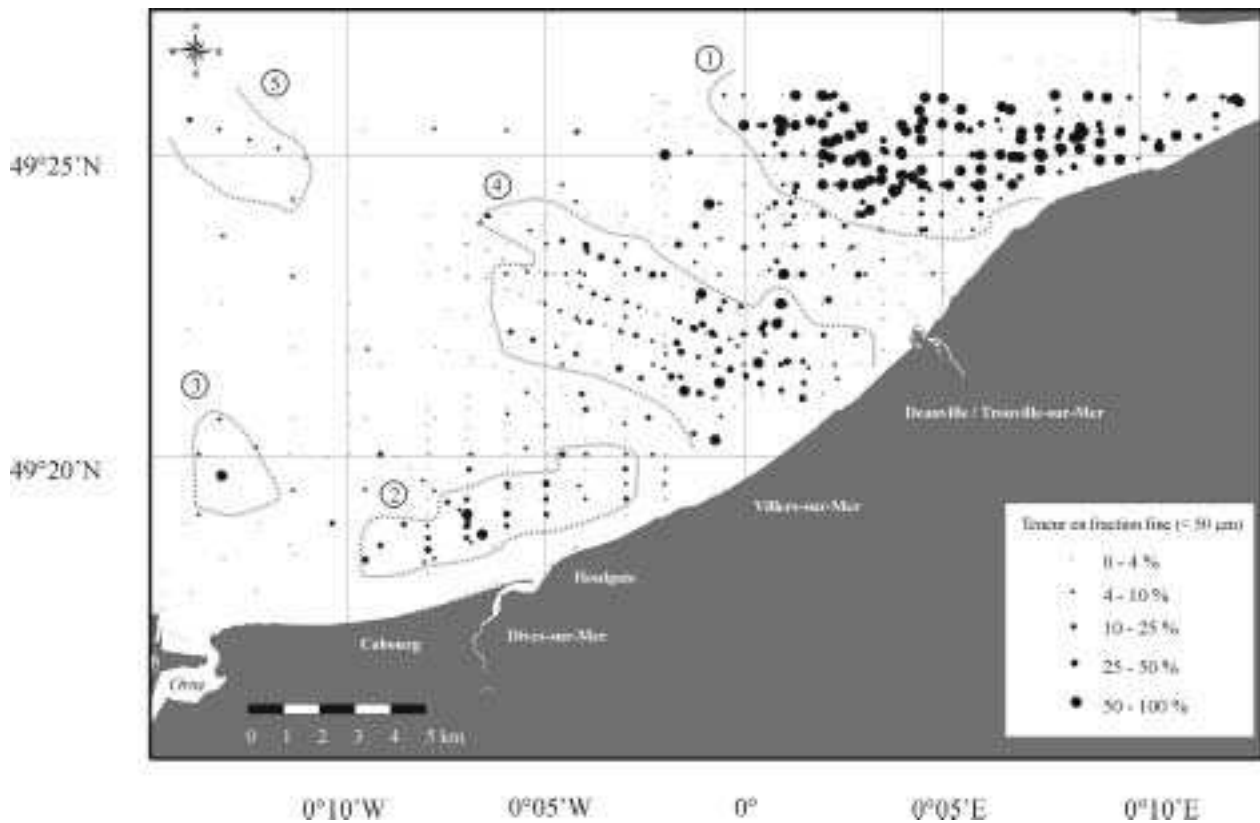 1
5
49°25'N
4
3
Deauville / Trouville-sur-Mer
49°20'N
2
Villers-sur-Mer
Teneur en fraction fine (< 50 µm)
0 - 4 %
4 - 10 %
10 - 25 %
25 - 50 %
50 - 100 %
Houlgate
Cabourg
Dives-sur-Mer
Orne
0 1 2 3 4 5 km
0°10'W 0°05'W 0° 0°05'E 0°10'E